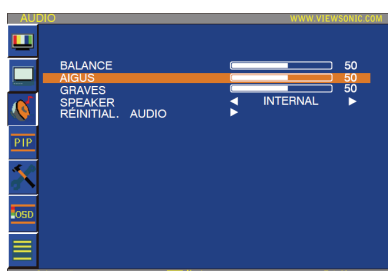 AUDIO WWW.VIEWSONIC.COM
BALANCE 50
AIGUS 50
GRAVES 50
SPEAKER INTERNAL
RÉINITIAL. AUDIO
PIP
OSD